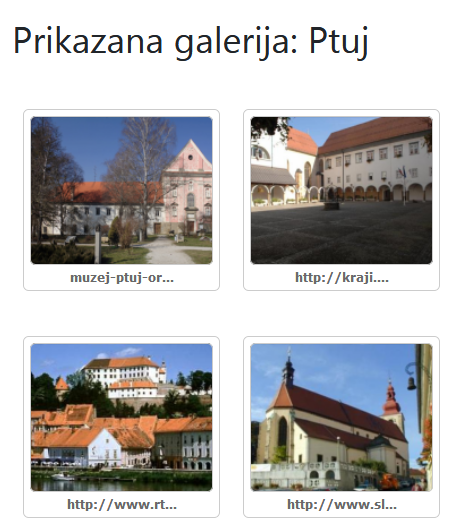 Prikazana galerija: Ptuj
muzej-ptuj-or...
http://kraji....
http://www.rt...
http://www.sl...